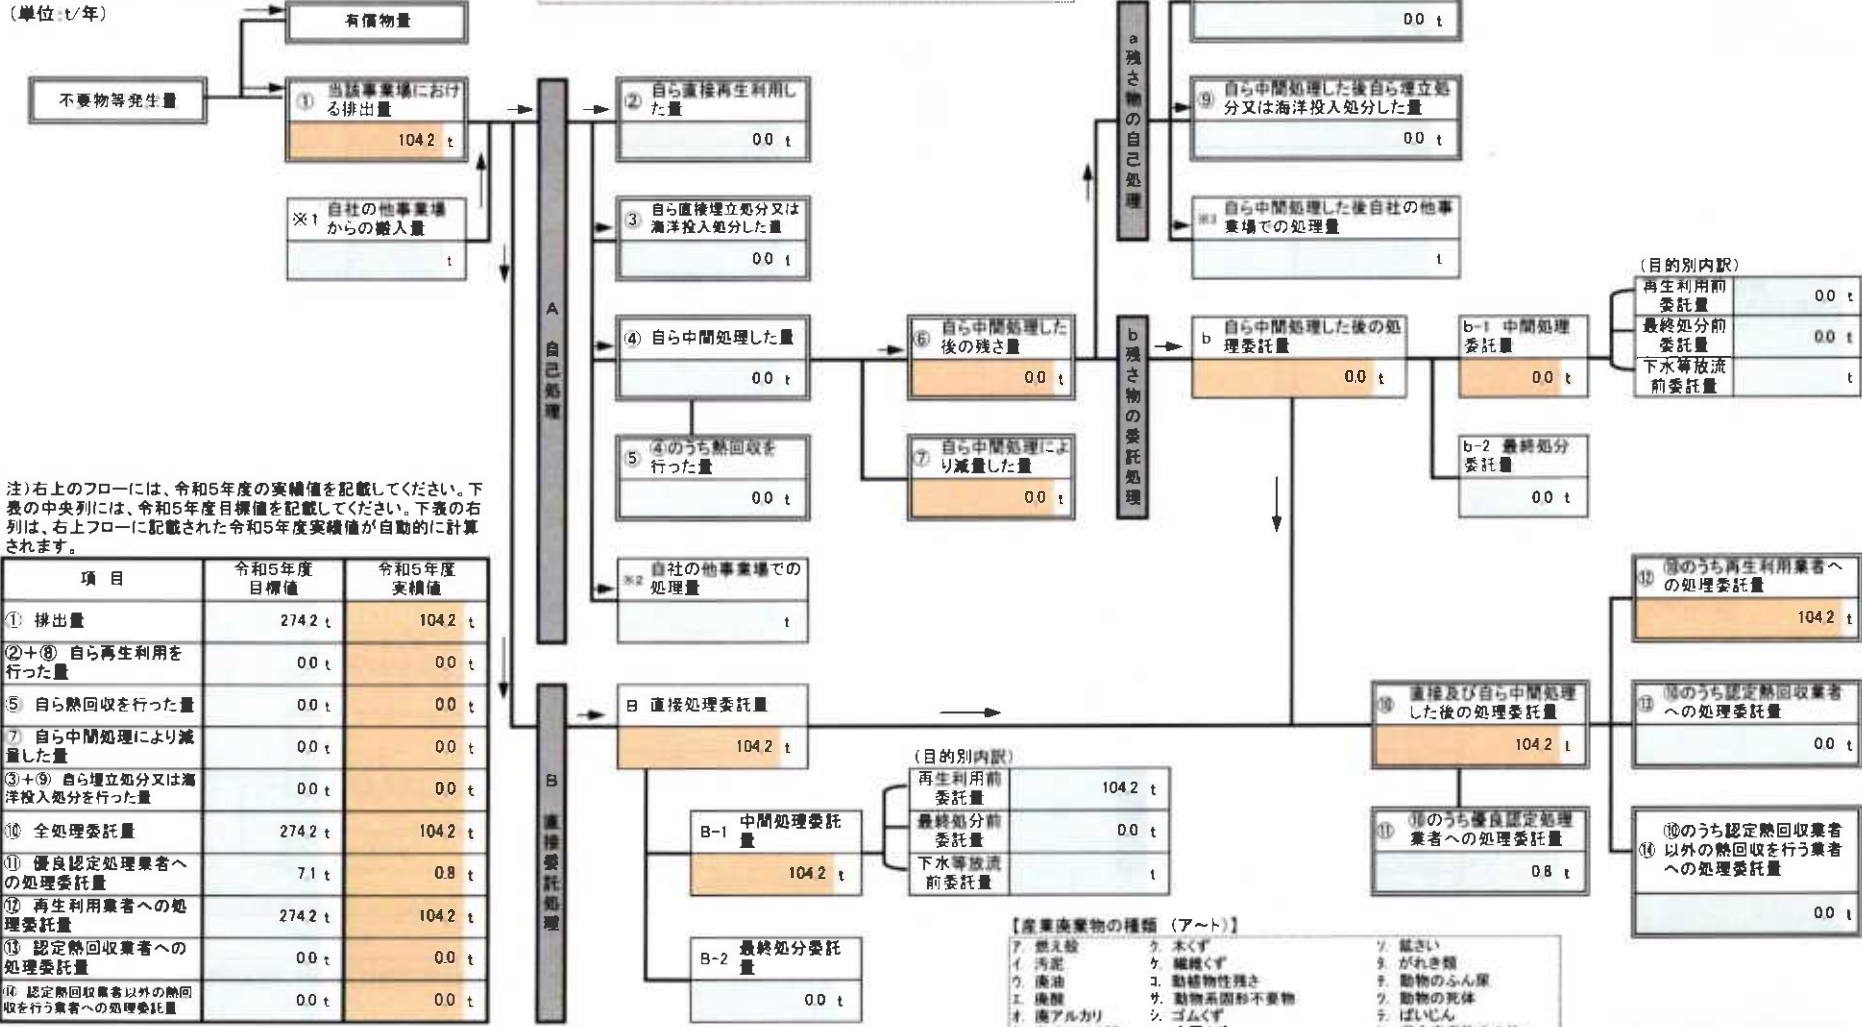 (単位:t/年)
有償物量
不要物等発生量
① 当該事業場におけ
る排出量
104.2 t
※1 自社の他事業場
からの搬入量
t
A 自己処理
② 自ら直接再生利用し
た量
0.0 t
③ 自ら直接埋立処分又は
海洋投入処分した量
0.0 t
④ 自ら中間処理した量
0.0 t
⑤ ④のうち熱回収を
行った量
0.0 t
※2 自社の他事業場での
処理量
t
⑥ 自ら中間処理した
後の残さ量
0.0 t
⑦ 自ら中間処理によ
り減量した量
0.0 t
a 残さ物の自己処理
0.0 t
⑨ 自ら中間処理した後自ら埋立処
分又は海洋投入処分した量
0.0 t
※3 自ら中間処理した後自社の他事
業場での処理量
t
b 残さ物の委託処理
b 自ら中間処理した後の処
理委託量
0.0 t
b-1 中間処理
委託量
0.0 t
b-2 最終処分
委託量
0.0 t
(目的別内訳)
再生利用前
委託量
0.0 t
最終処分前
委託量
0.0 t
下水等放流
前委託量
t
注)右上のフローには、令和5年度の実績値を記載してください。下
表の中央列には、令和5年度目標値を記載してください。下表の右
列は、右上フローに記載された令和5年度実績値が自動的に計算
されます。
項 目 令和5年度 令和5年度
目標値 実績値
① 排出量 274.2 t 104.2 t
②+⑧ 自ら再生利用を
行った量 0.0 t 0.0 t
⑤ 自ら熱回収を行った量 0.0 t 0.0 t
⑦ 自ら中間処理により減
量した量 0.0 t 0.0 t
③+⑨ 自ら埋立処分又は海
洋投入処分を行った量 0.0 t 0.0 t
⑩ 全処理委託量 274.2 t 104.2 t
⑪ 優良認定処理業者へ
の処理委託量 7.1 t 0.8 t
⑫ 再生利用業者への処
理委託量 274.2 t 104.2 t
⑬ 認定熱回収業者への
処理委託量 0.0 t 0.0 t
⑭ 認定熱回収業者以外の熱回
収を行う業者への処理委託量 0.0 t 0.0 t
B 直接委託処理
B 直接処理委託量
104.2 t
B-1 中間処理委託
量
104.2 t
B-2 最終処分委託
量
0.0 t
(目的別内訳)
再生利用前
委託量
104.2 t
最終処分前
委託量
0.0 t
下水等放流
前委託量
t
⑩ 直接及び自ら中間処理
した後の処理委託量
104.2 t
⑪ ⑩のうち優良認定処理
業者への処理委託量
0.8 t
⑫ ⑩のうち再生利用業者へ
の処理委託量
104.2 t
⑬ ⑩のうち認定熱回収業者
への処理委託量
0.0 t
⑭ ⑩のうち認定熱回収業者
以外の熱回収を行う業者
への処理委託量
0.0 t
【産業廃棄物の種類 (ア~ト)】
ア. 燃え殻
イ. 汚泥
ウ. 廃油
エ. 廃酸
オ. 廃アルカリ
ク. 木くず
ケ. 繊維くず
コ. 動植物性残さ
サ. 動物系固形不要物
シ. ゴムくず
ソ. 鉱さい
タ. がれき類
チ. 動物のふん尿
ツ. 動物の死体
テ. ばいじん